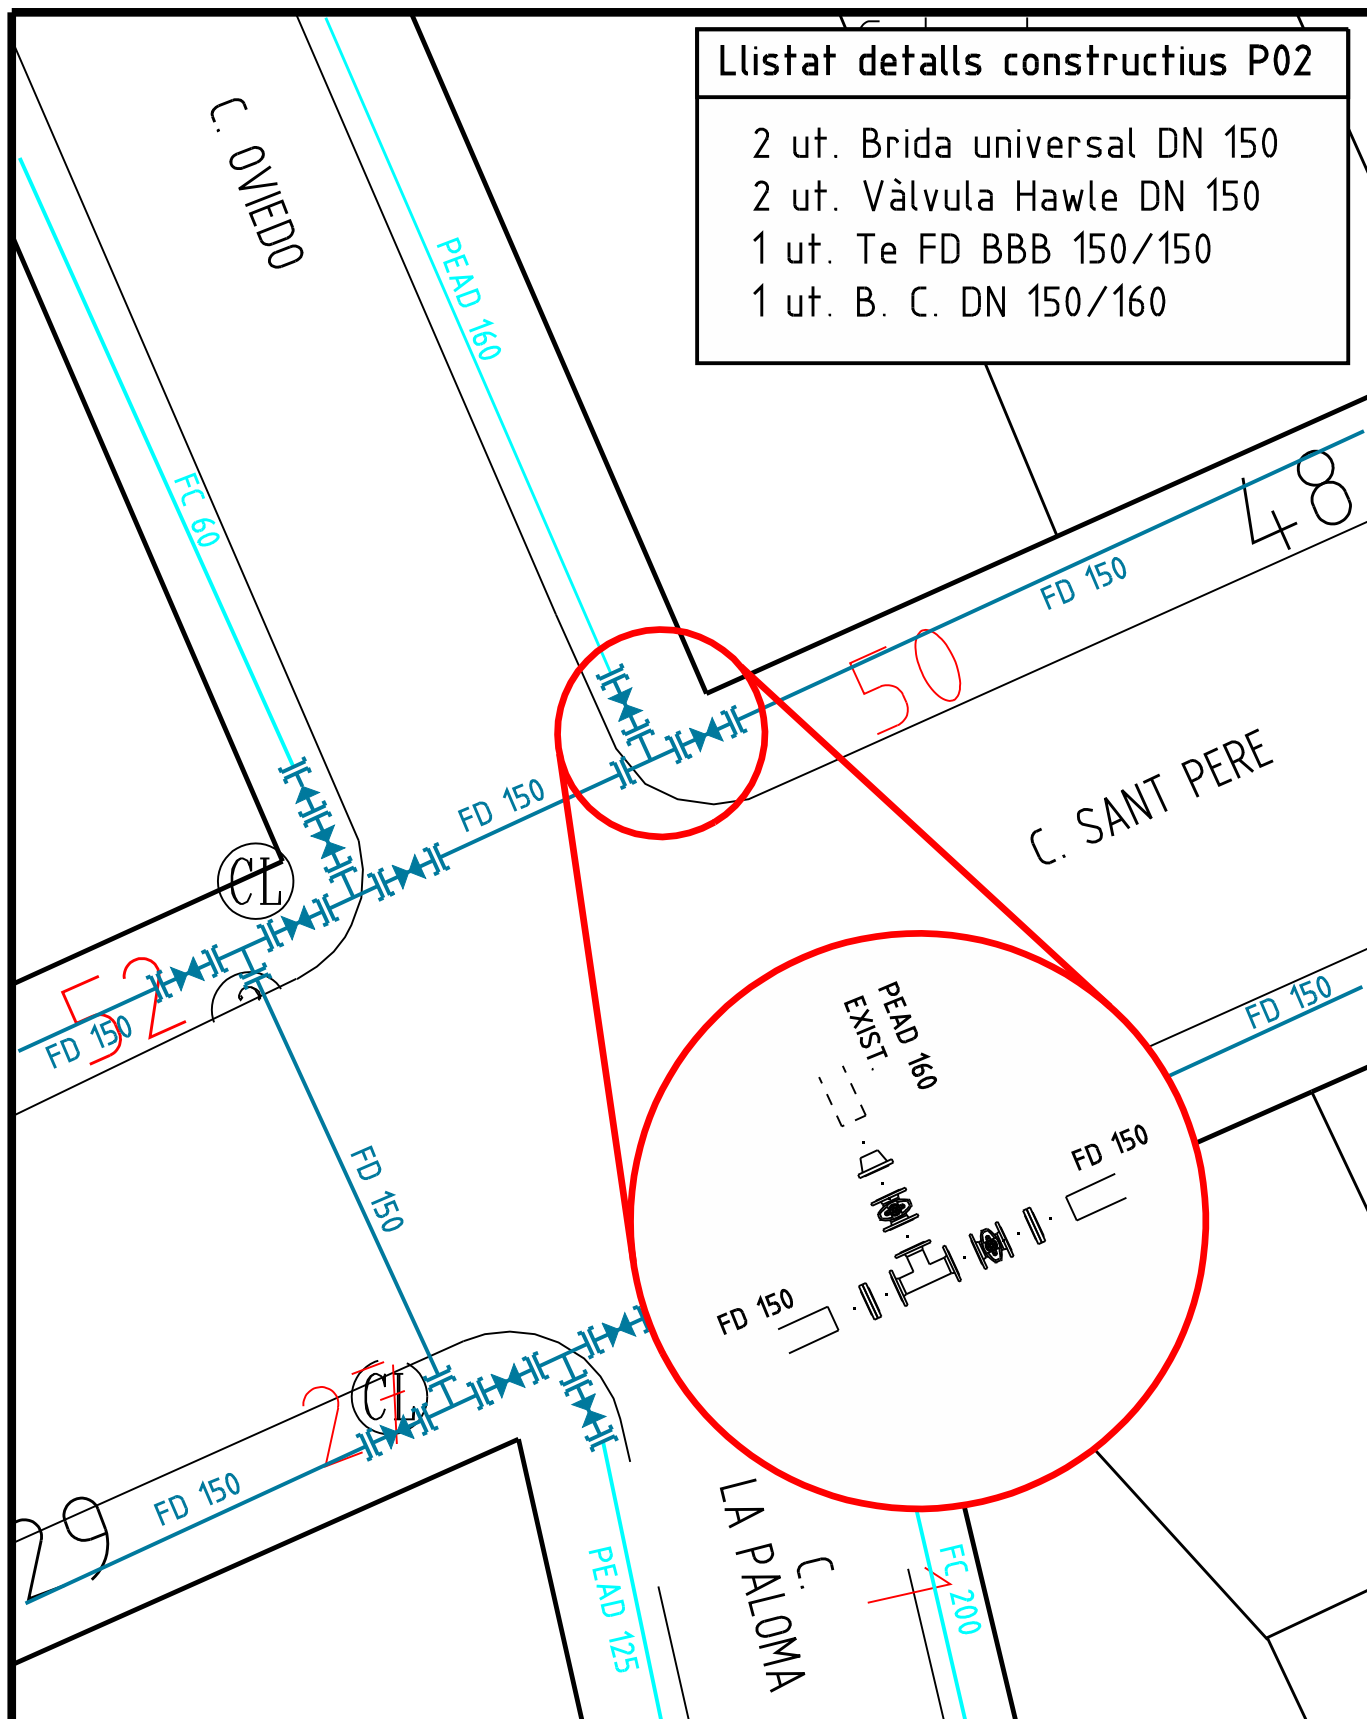 Llistat detalls constructius P02
2 ut. Brida universal DN 150
2 ut. Vàlvula Hawle DN 150
1 ut. Te FD BBB 150/150
1 ut. B. C. DN 150/160
C. OVIEDO
PEAD 160
FC 60
48
FD 150
50
C. SANT PERE
FD 150
CL
52
FD 150
2
FD 150
FD 150
PEAD 160
EXIST.
FD 150
FD 150
CL
FD 150
29
C.
LA PALOMA
PEAD 125
FC 200